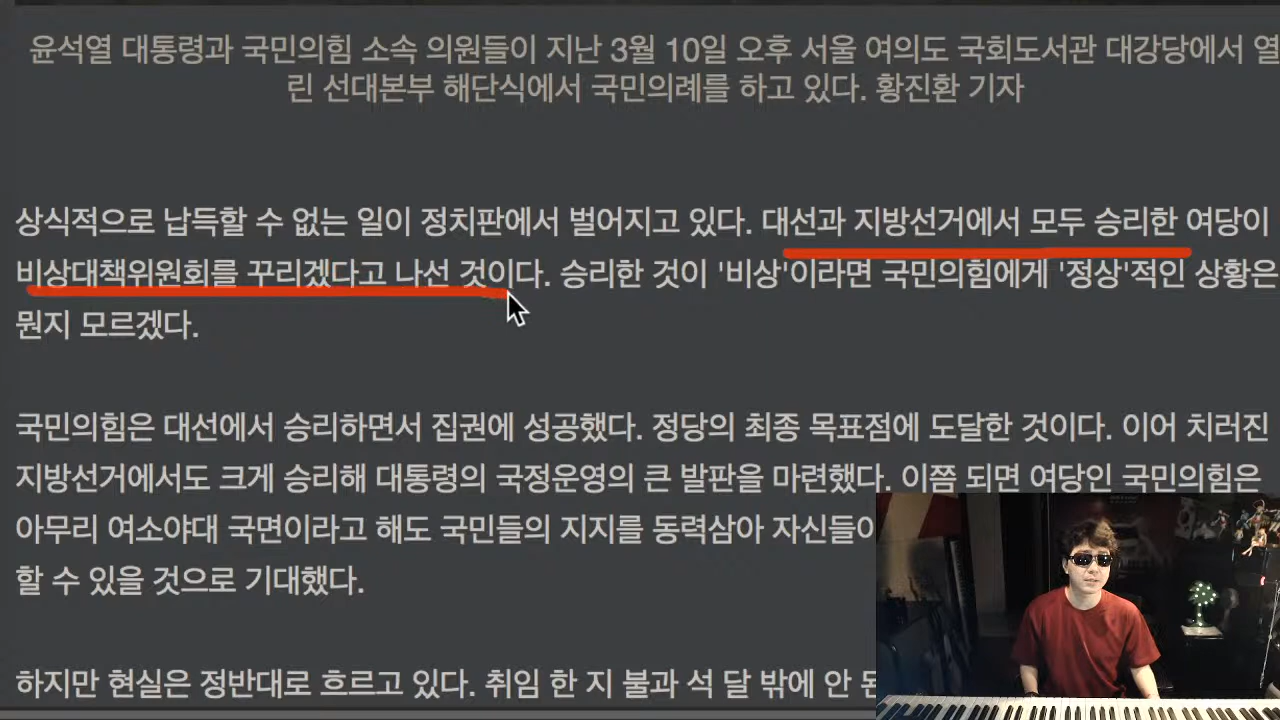 윤석열 대통령과 국민의힘 소속 의원들이 지난 3월 10일 오후 서울 여의도 국회도서관 대강당에서 열
린 선대본부 해단식에서 국민의례를 하고 있다. 황진환 기자
상식적으로 납득할 수 없는 일이 정치판에서 벌어지고 있다. 대선과 지방선거에서 모두 승리한 여당이
비상대책위원회를 꾸리겠다고 나선 것이다. 승리한 것이 '비상'이라면 국민의힘에게 '정상'적인 상황은
뭔지 모르겠다.
국민의힘은 대선에서 승리하면서 집권에 성공했다. 정당의 최종 목표점에 도달한 것이다. 이어 치러진
지방선거에서도 크게 승리해 대통령의 국정운영의 큰 발판을 마련했다. 이쯤 되면 여당인 국민의힘은
아무리 여소야대 국면이라고 해도 국민들의 지지를 동력삼아 자신들이
할 수 있을 것으로 기대했다.
하지만 현실은 정반대로 흐르고 있다. 취임 한 지 불과 석 달 밖에 안